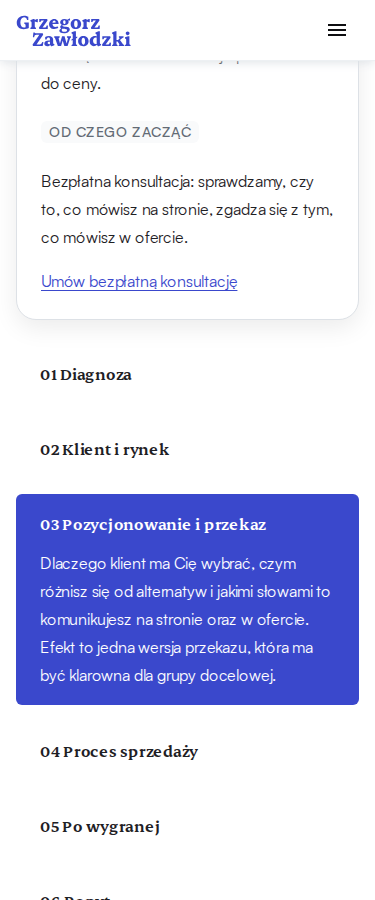 Grzegorz
Zawłodzki
do ceny.
OD CZEGO ZACZĄĆ
Bezpłatna konsultacja: sprawdzamy, czy
to, co mówisz na stronie, zgadza się z tym,
co mówisz w ofercie.
Umów bezpłatną konsultację
01 Diagnoza
02 Klient i rynek
03 Pozycjonowanie i przekaz
Dlaczego klient ma Cię wybrać, czym
różnisz się od alternatyw i jakimi słowami to
komunikujesz na stronie oraz w ofercie.
Efekt to jedna wersja przekazu, która ma
być klarowna dla grupy docelowej.
04 Proces sprzedaży
05 Po wygranej